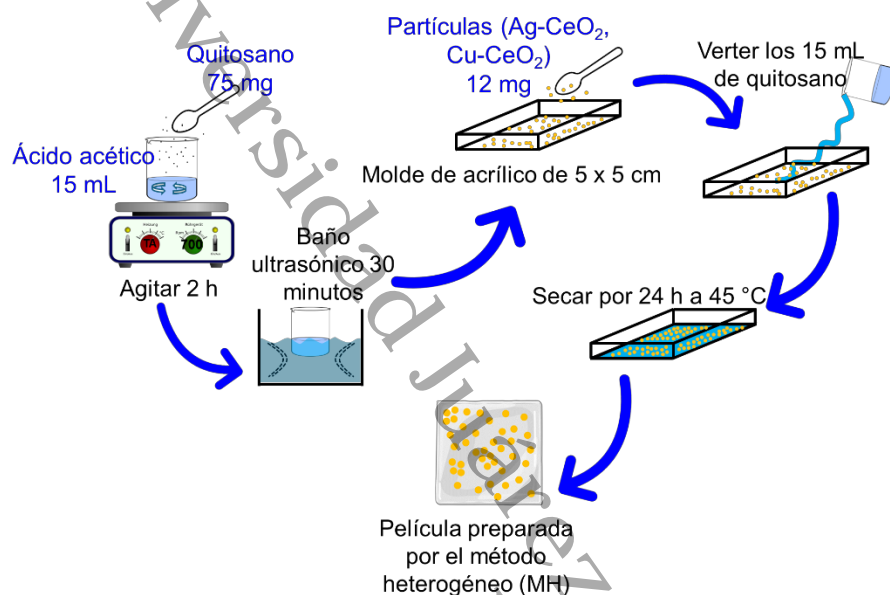 Quitosano
75 mg
Ácido acético
15 mL
TA
700
Agitar 2 h
Baño
ultrasónico 30
minutos
Partículas (Ag-CeO₂,
Cu-CeO₂)
12 mg
Molde de acrílico de 5 x 5 cm
Verter los 15 mL
de quitosano
Secar por 24 h a 45 °C
Película preparada
por el método
heterogéneo (MH)
versidad Juárez